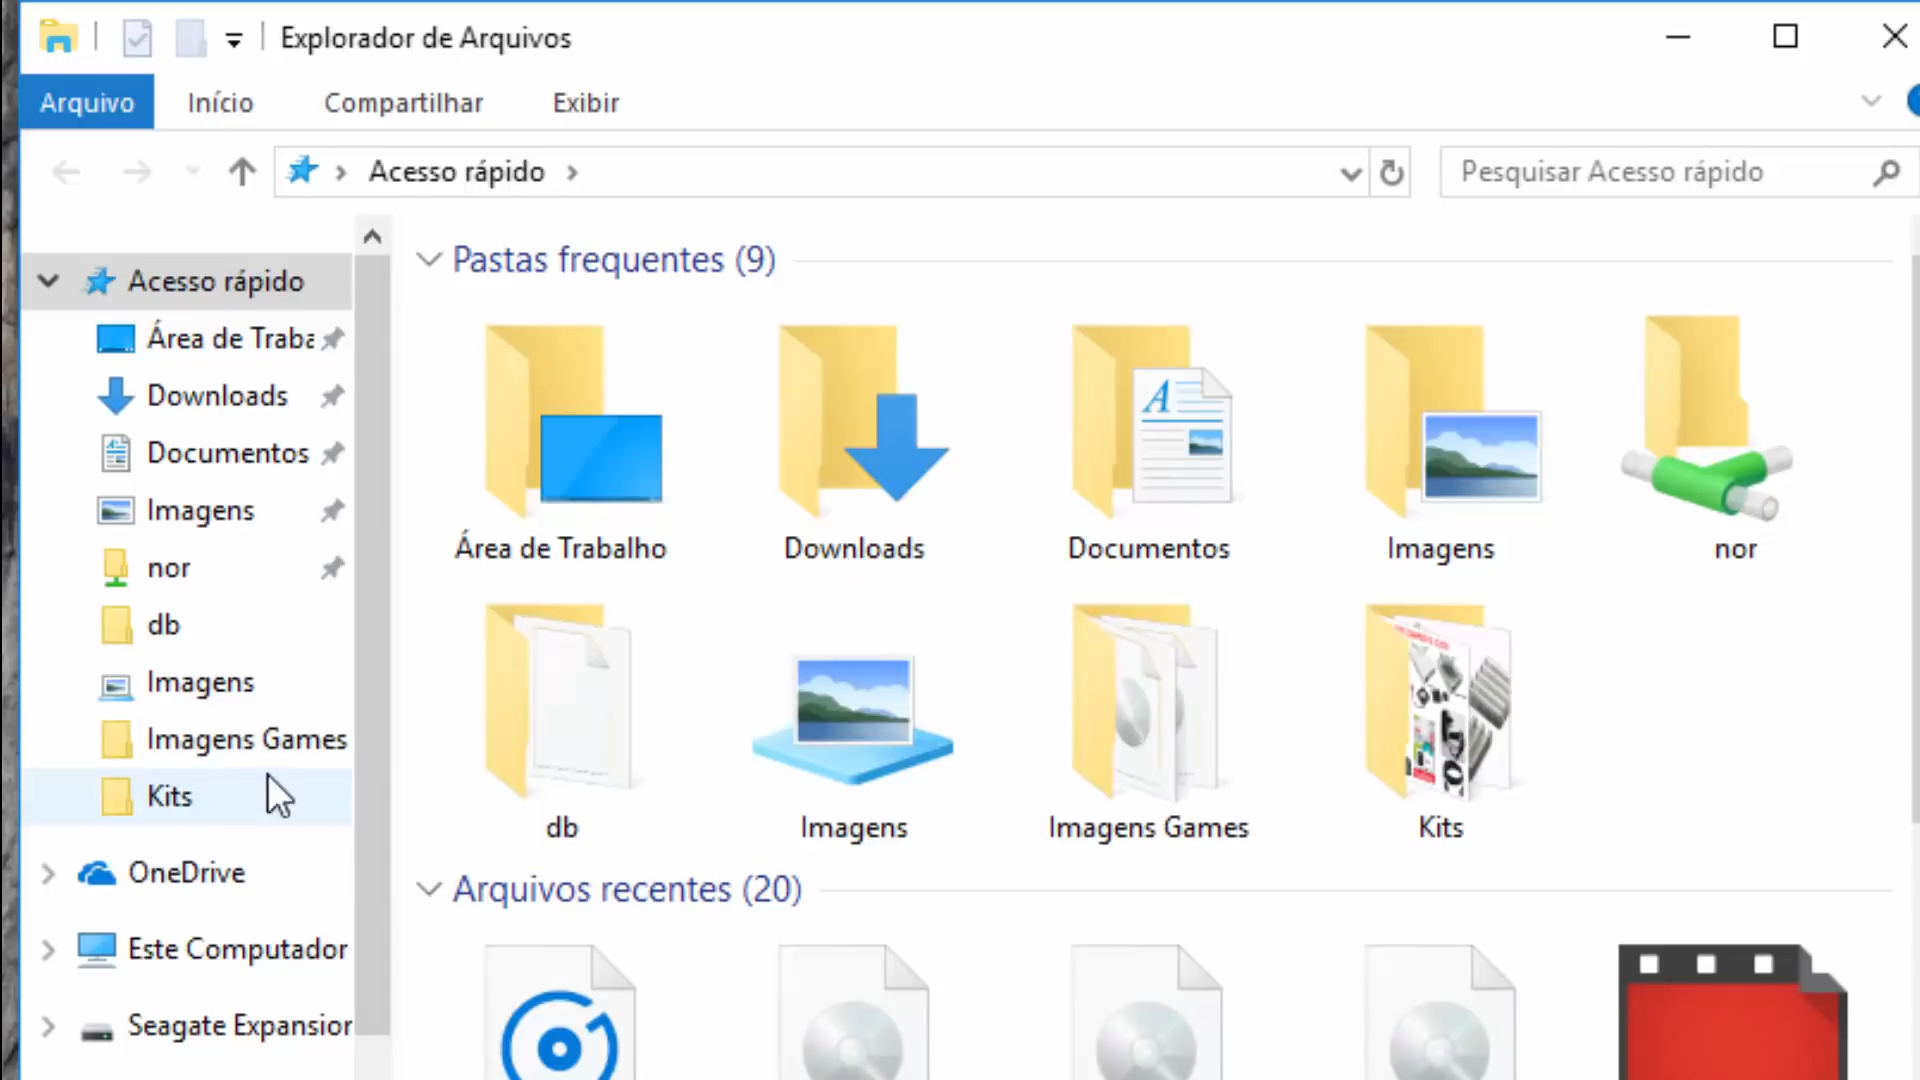 Explorador de Arquivos
Arquivo
Início
Compartilhar
Exibir
Acesso rápido
Pesquisar Acesso rápido
Acesso rápido
Área de Traba
Downloads
Documentos
Imagens
nor
db
Imagens
Imagens Games
Kits
OneDrive
Este Computador
Seagate Expansior
Pastas frequentes (9)
Área de Trabalho
Downloads
Documentos
Imagens
nor
db
Imagens
Imagens Games
Kits
Arquivos recentes (20)